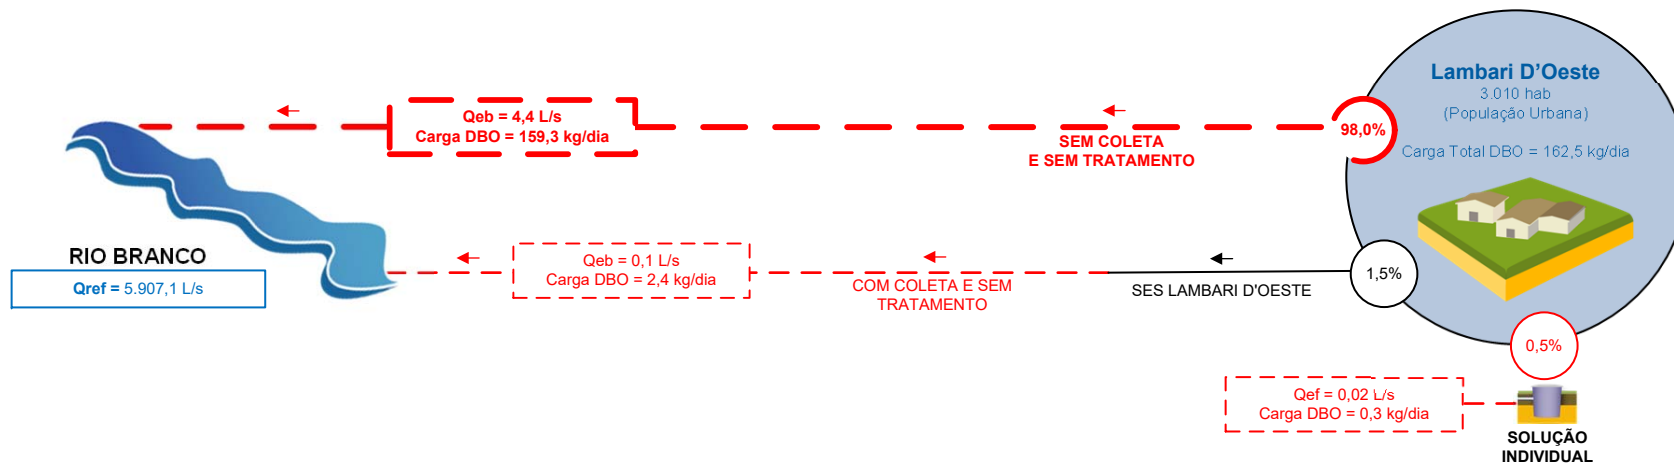 Lambari D'Oeste
3.010 hab
(População Urbana)
Carga Total DBO = 162,5 kg/dia
98,0%
SEM COLETA
E SEM TRATAMENTO
Qeb = 4,4 L/s
Carga DBO = 159,3 kg/dia
RIO BRANCO
Qref = 5.907,1 L/s
Qeb = 0,1 L/s
Carga DBO = 2,4 kg/dia
COM COLETA E SEM
TRATAMENTO
SES LAMBARI D'OESTE
1,5%
0,5%
Qef = 0,02 L/s
Carga DBO = 0,3 kg/dia
SOLUÇÃO
INDIVIDUAL